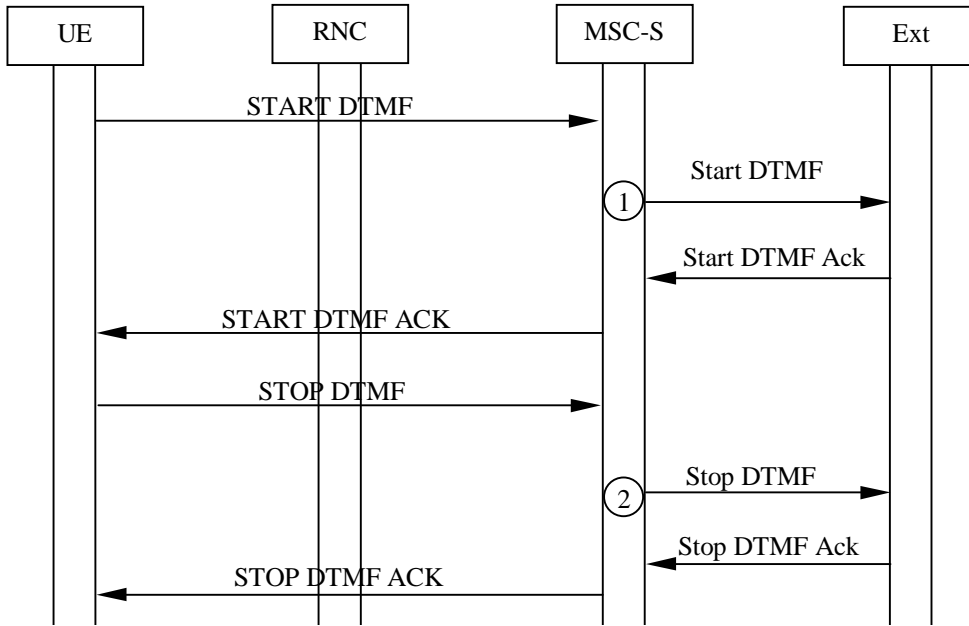 UE
RNC
MSC-S
Ext
START DTMF
1
Start DTMF
Start DTMF Ack
START DTMF ACK
STOP DTMF
2
Stop DTMF
Stop DTMF Ack
STOP DTMF ACK